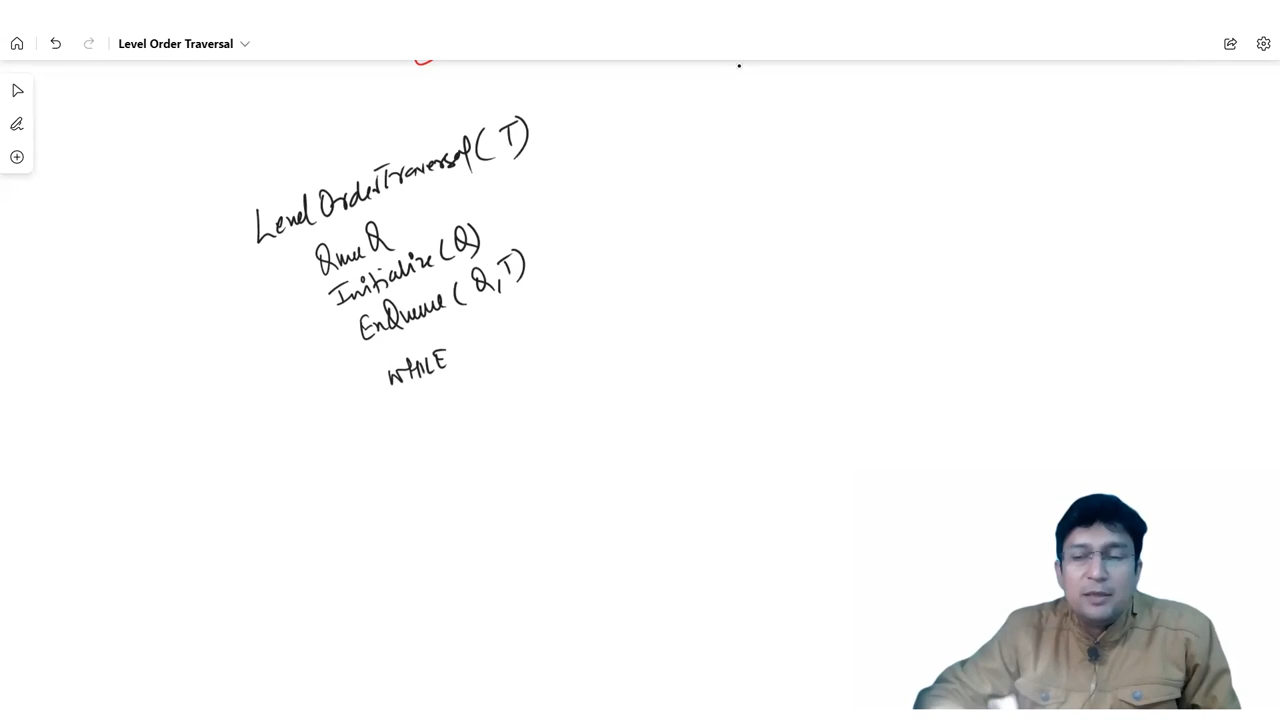 Level Order Traversal
LevelOrderTraversal(T)
Queue Q
Initialize(Q)
EnQueue(Q,T)
WHILE